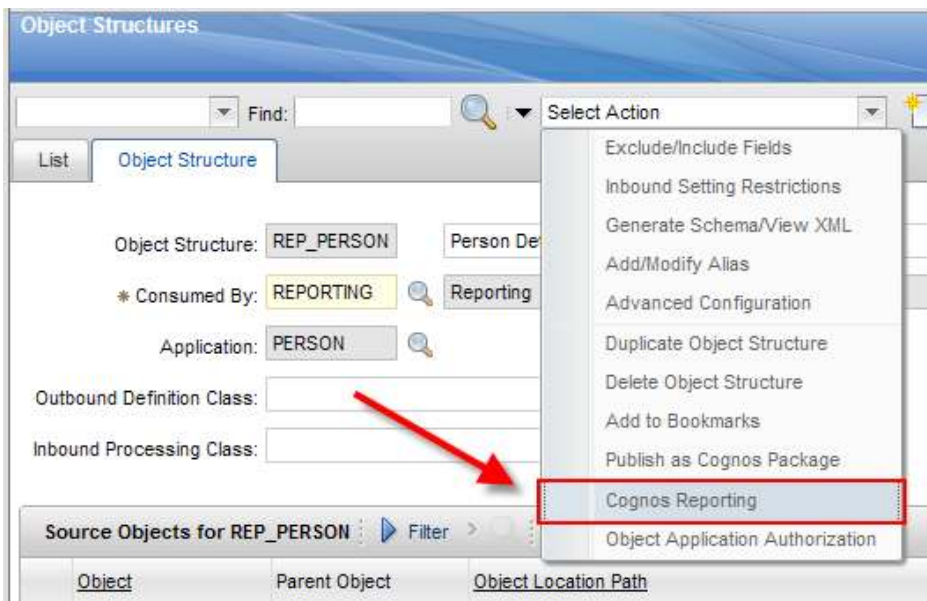 Object Structures
Find:
Select Action
List
Object Structure
Exclude/Include Fields
Inbound Setting Restrictions
Generate Schema/View XML
Add/Modify Alias
Advanced Configuration
Duplicate Object Structure
Delete Object Structure
Add to Bookmarks
Publish as Cognos Package
Cognos Reporting
Object Application Authorization
Object Structure: REP_PERSON Person De
* Consumed By: REPORTING Reporting
Application: PERSON
Outbound Definition Class:
Inbound Processing Class:
Source Objects for REP_PERSON Filter
Object Parent Object Object Location Path